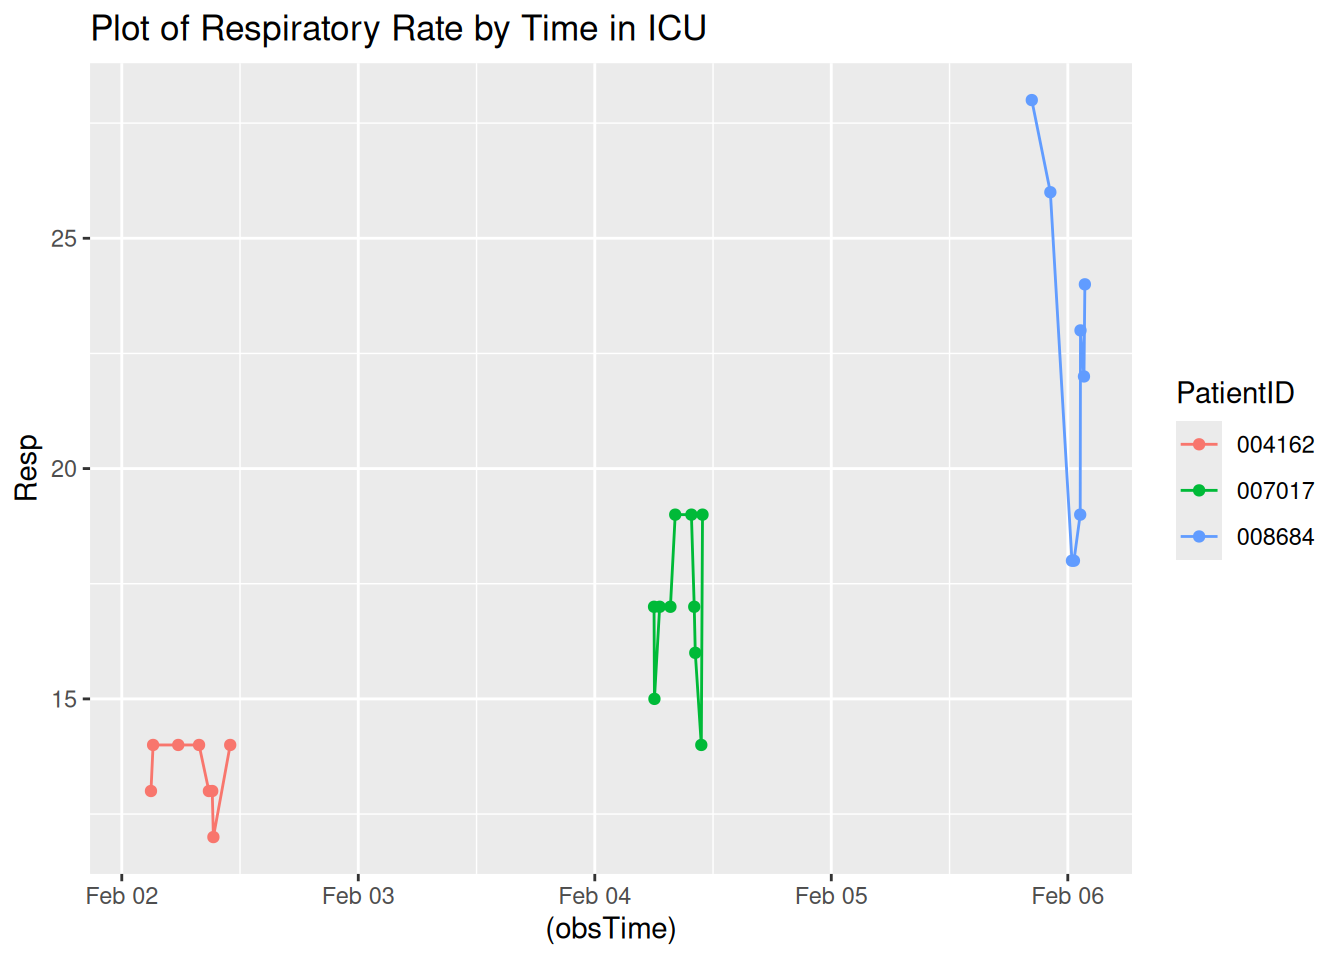 Plot of Respiratory Rate by Time in ICU
Resp
25
20
15
Feb 02 Feb 03 Feb 04 Feb 05 Feb 06
(obsTime)
PatientID
004162
007017
008684